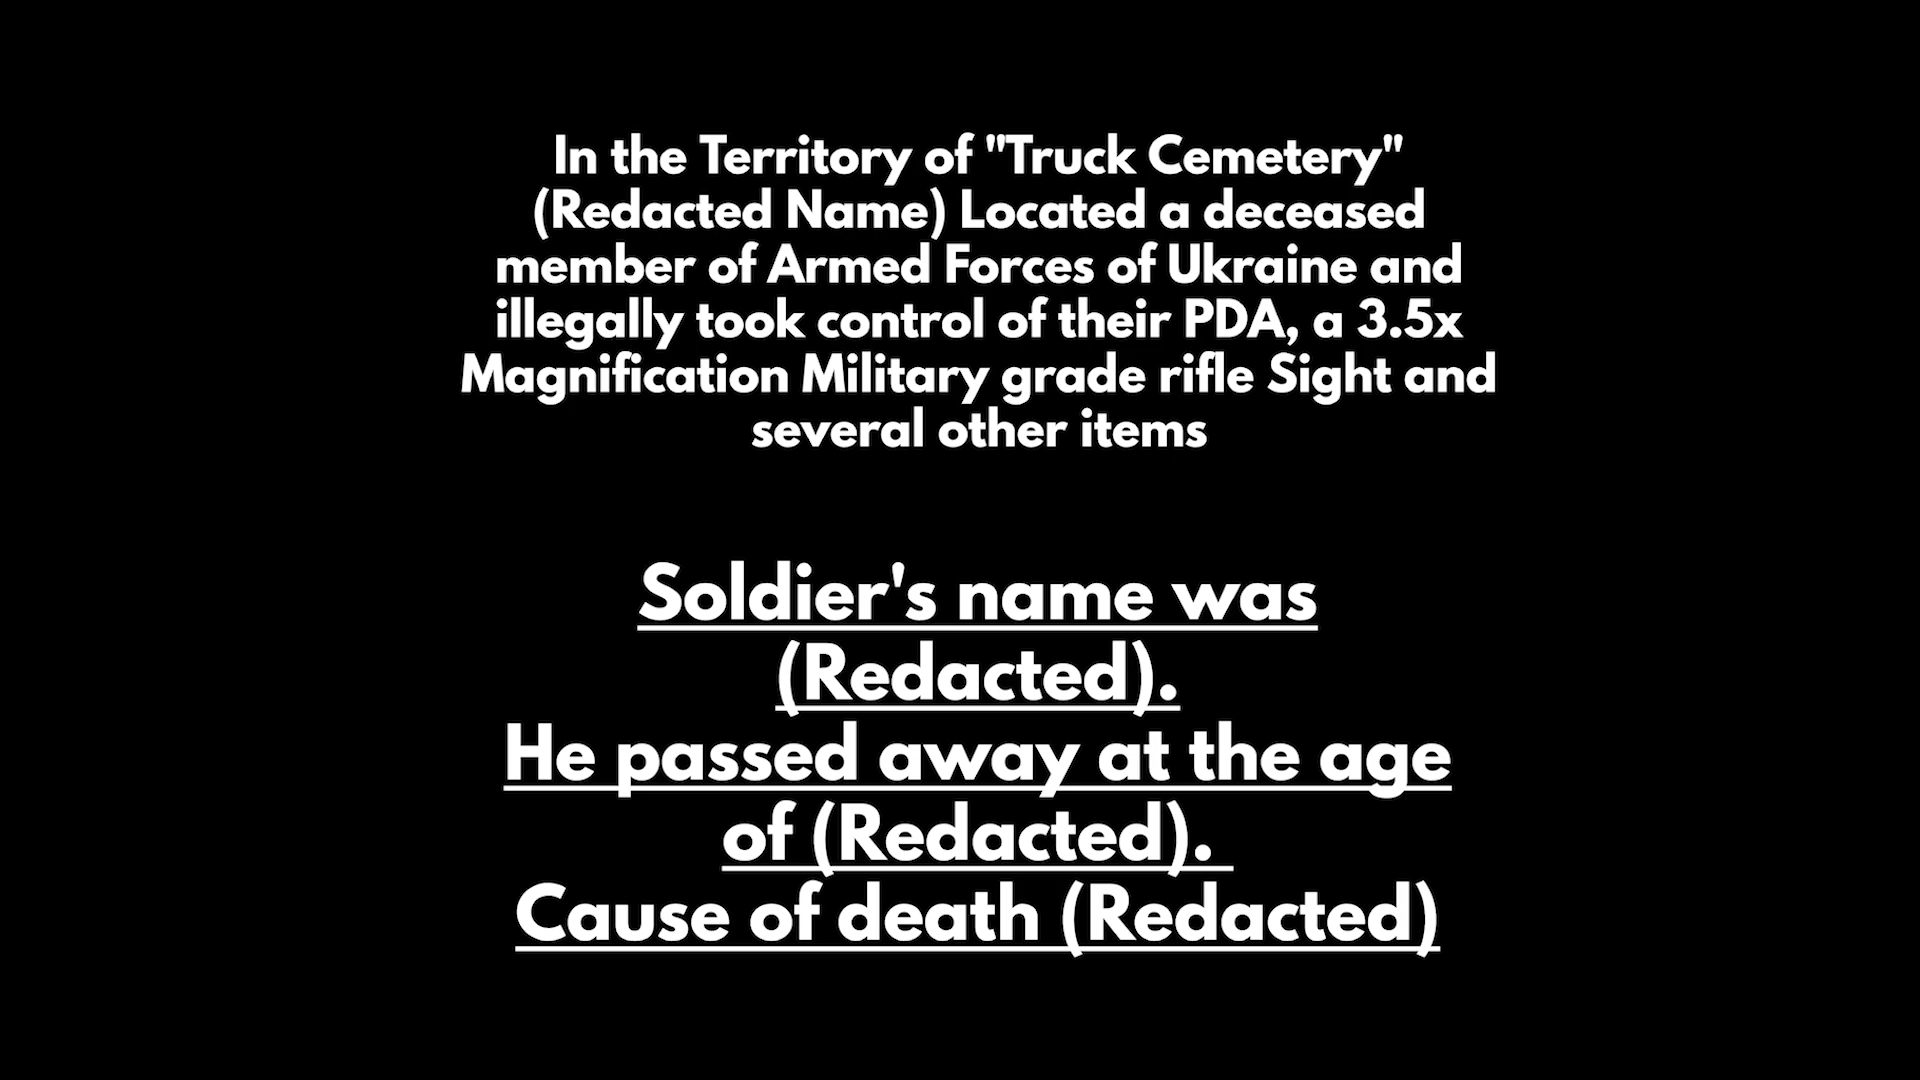 In the Territory of "Truck Cemetery"
(Redacted Name) Located a deceased
member of Armed Forces of Ukraine and
illegally took control of their PDA, a 3.5x
Magnification Military grade rifle Sight and
several other items
Soldier's name was
(Redacted).
He passed away at the age
of (Redacted).
Cause of death (Redacted)